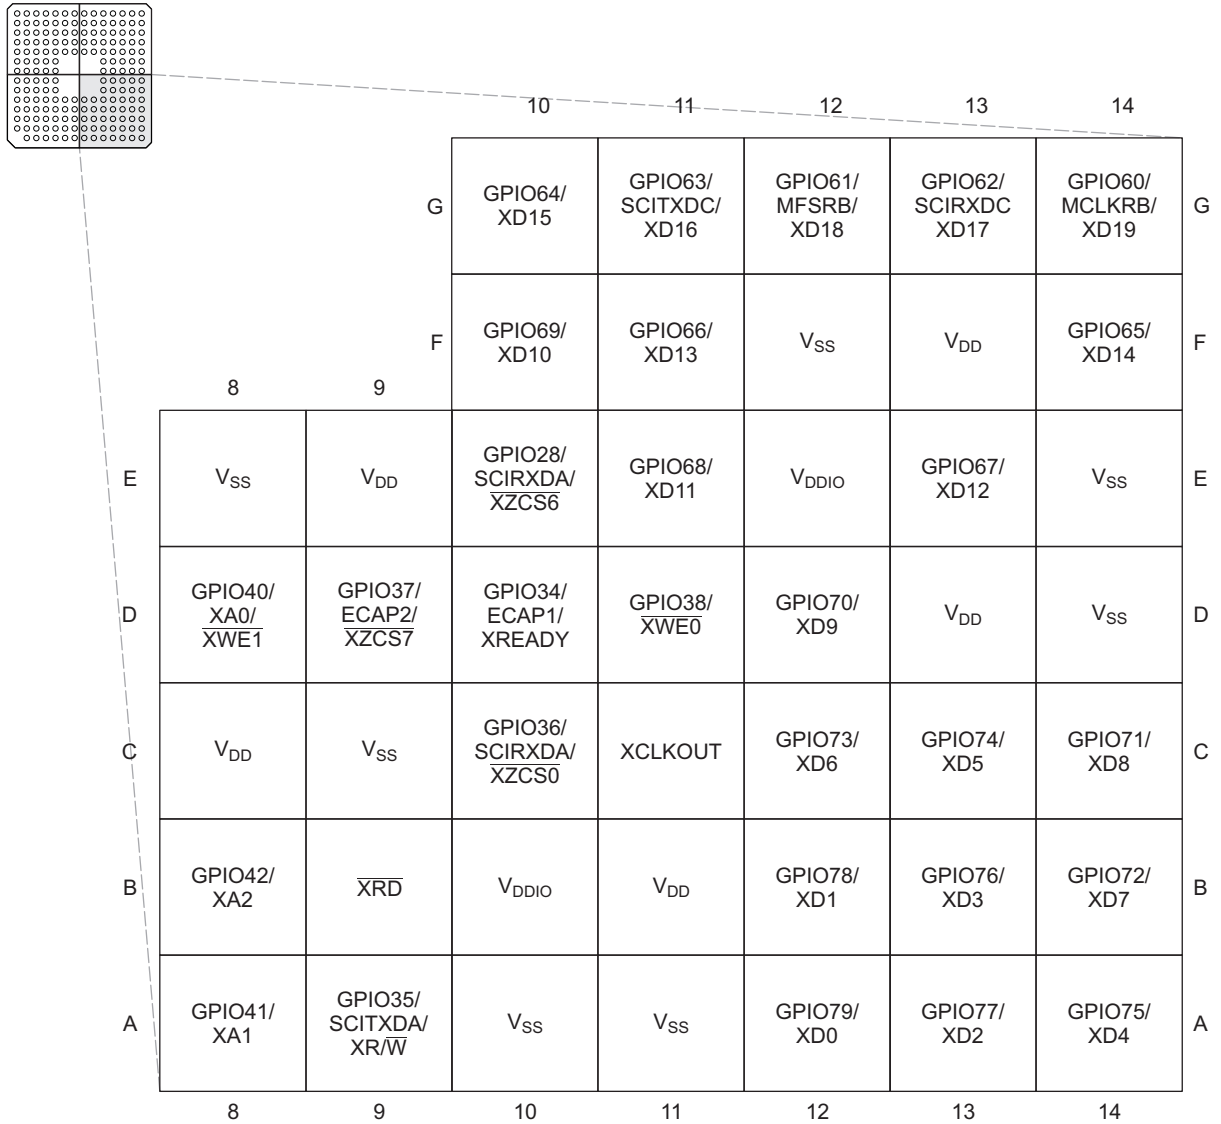 10 11 12 13 14
G GPIO64/ XD15 GPIO63/ SCITXDC/ XD16 GPIO61/ MFSRB/ XD18 GPIO62/ SCIRXDC XD17 GPIO60/ MCLKRB/ XD19 G
F GPIO69/ XD10 GPIO66/ XD13 VSS VDD GPIO65/ XD14 F
8 9
E VSS VDD GPIO28/ SCIRXDA/ XZCS6 GPIO68/ XD11 VDDIO GPIO67/ XD12 VSS E
D GPIO40/ XA0/ XWE1 GPIO37/ ECAP2/ XZCS7 GPIO34/ ECAP1/ XREADY GPIO38/ XWE0 GPIO70/ XD9 VDD VSS D
C VDD VSS GPIO36/ SCIRXDA/ XZCS0 XCLKOUT GPIO73/ XD6 GPIO74/ XD5 GPIO71/ XD8 C
B GPIO42/ XA2 XRD VDDIO VDD GPIO78/ XD1 GPIO76/ XD3 GPIO72/ XD7 B
A GPIO41/ XA1 GPIO35/ SCITXDA/ XR/W VSS VSS GPIO79/ XD0 GPIO77/ XD2 GPIO75/ XD4 A
8 9 10 11 12 13 14